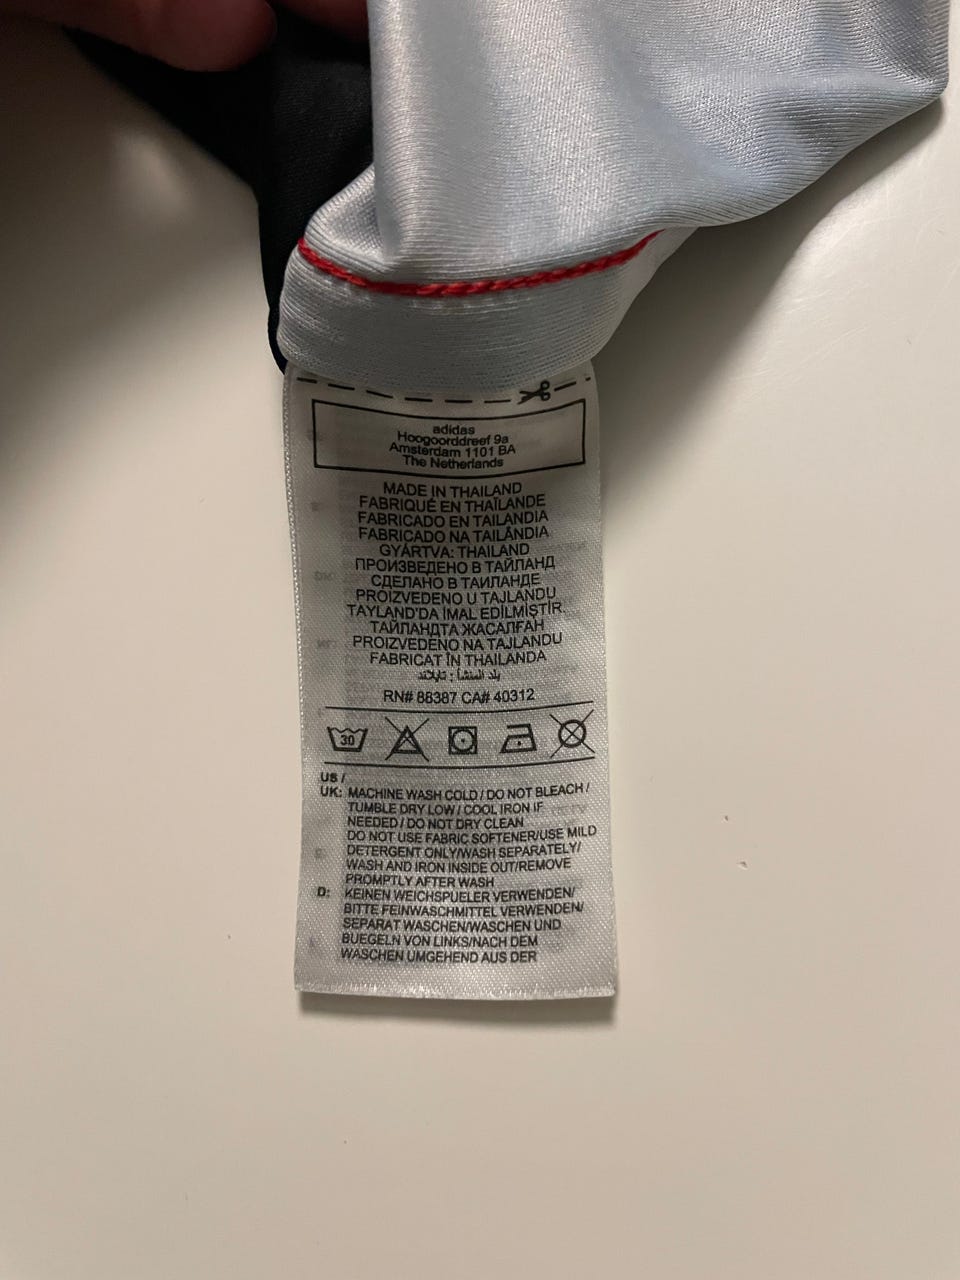 adidas
Hoogoorddreef 9a
Amsterdam 1101 BA
The Netherlands
MADE IN THAILAND
FABRIQUÉ EN THAÏLANDE
FABRICADO EN TAILANDIA
FABRICADO NA TAILÂNDIA
GYÁRTVA: THAILAND
ПРОИЗВЕДЕНО В ТАЙЛАНД
СДЕЛАНО В ТАИЛАНДЕ
PROIZVEDENO U TAJLANDU
TAYLAND'DA İMAL EDİLMİŞTİR.
ТАЙЛАНДТА ЖАСАЛҒАН
PROIZVEDENO NA TAJLANDU
FABRICAT ÎN THAILANDA
بلد المنشأ : تايلاند
RN# 88387 CA# 40312
30
US /
UK: MACHINE WASH COLD / DO NOT BLEACH /
TUMBLE DRY LOW / COOL IRON IF
NEEDED / DO NOT DRY CLEAN
DO NOT USE FABRIC SOFTENER/USE MILD
DETERGENT ONLY/WASH SEPARATELY/
WASH AND IRON INSIDE OUT/REMOVE
PROMPTLY AFTER WASH
D: KEINEN WEICHSPUELER VERWENDEN/
BITTE FEINWASCHMITTEL VERWENDEN/
SEPARAT WASCHEN/WASCHEN UND
BUEGELN VON LINKS/NACH DEM
WASCHEN UMGEHEND AUS DER